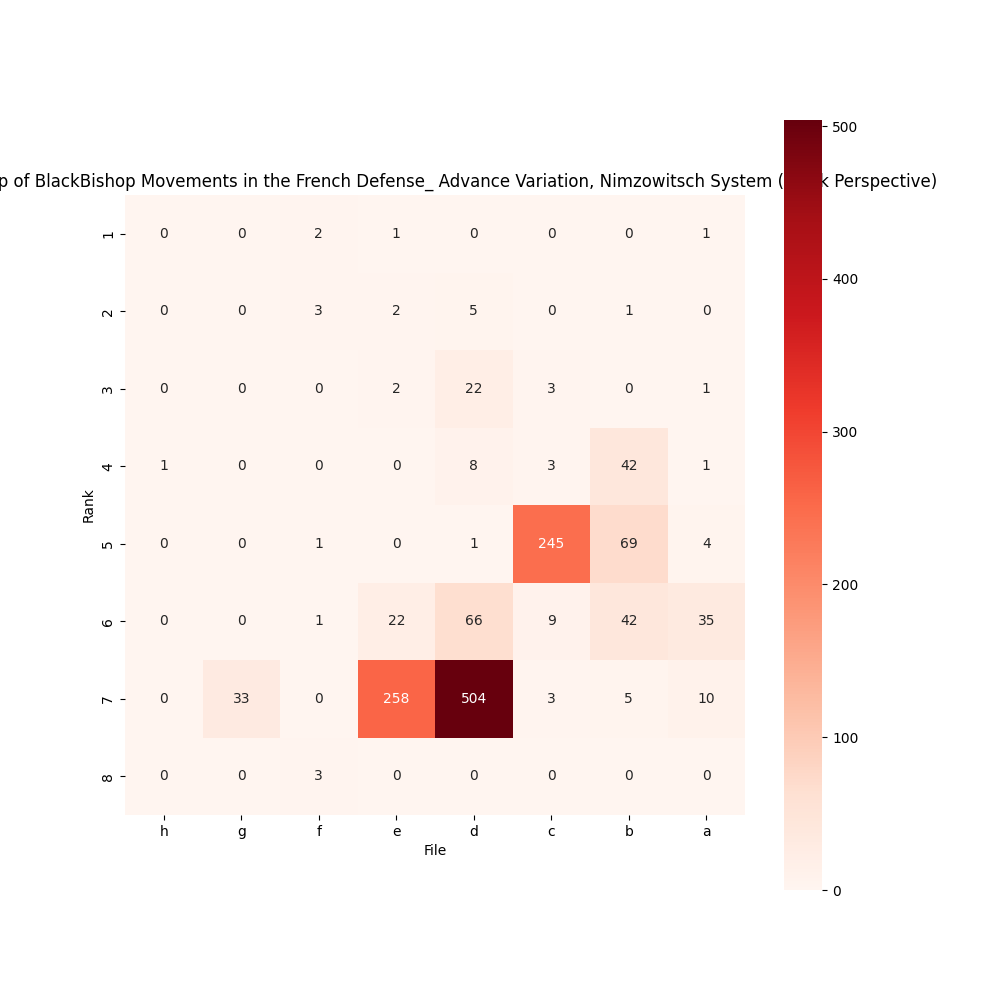 of BlackBishop Movements in the French Defense_ Advance Variation, Nimzowitsch System ( Perspective)
1 0 0 2 1 0 0 0 1
2 0 0 3 2 5 0 1 0
3 0 0 0 2 22 3 0 1
4 1 0 0 0 8 3 42 1
5 0 0 1 0 1 245 69 4
6 0 0 1 22 66 9 42 35
7 0 33 0 258 504 3 5 10
8 0 0 3 0 0 0 0 0
h g f e d c b a
File
Rank
500
400
300
200
100
0